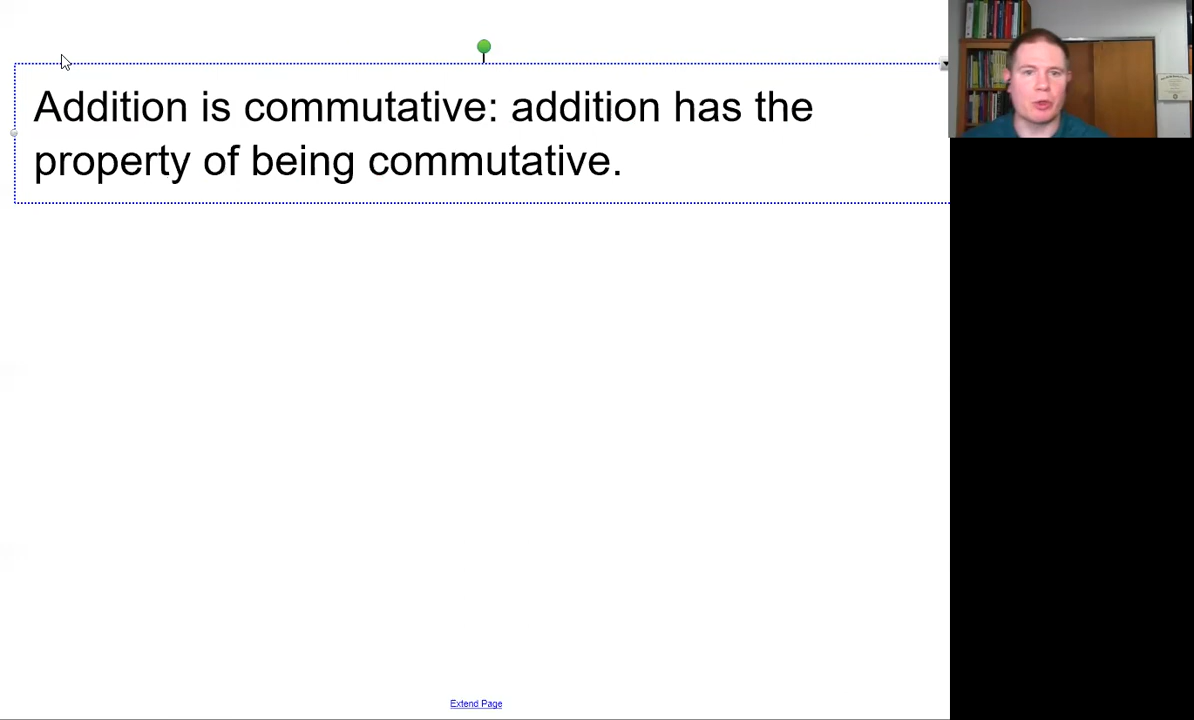 Addition is commutative: addition has the
property of being commutative.
Extend Page